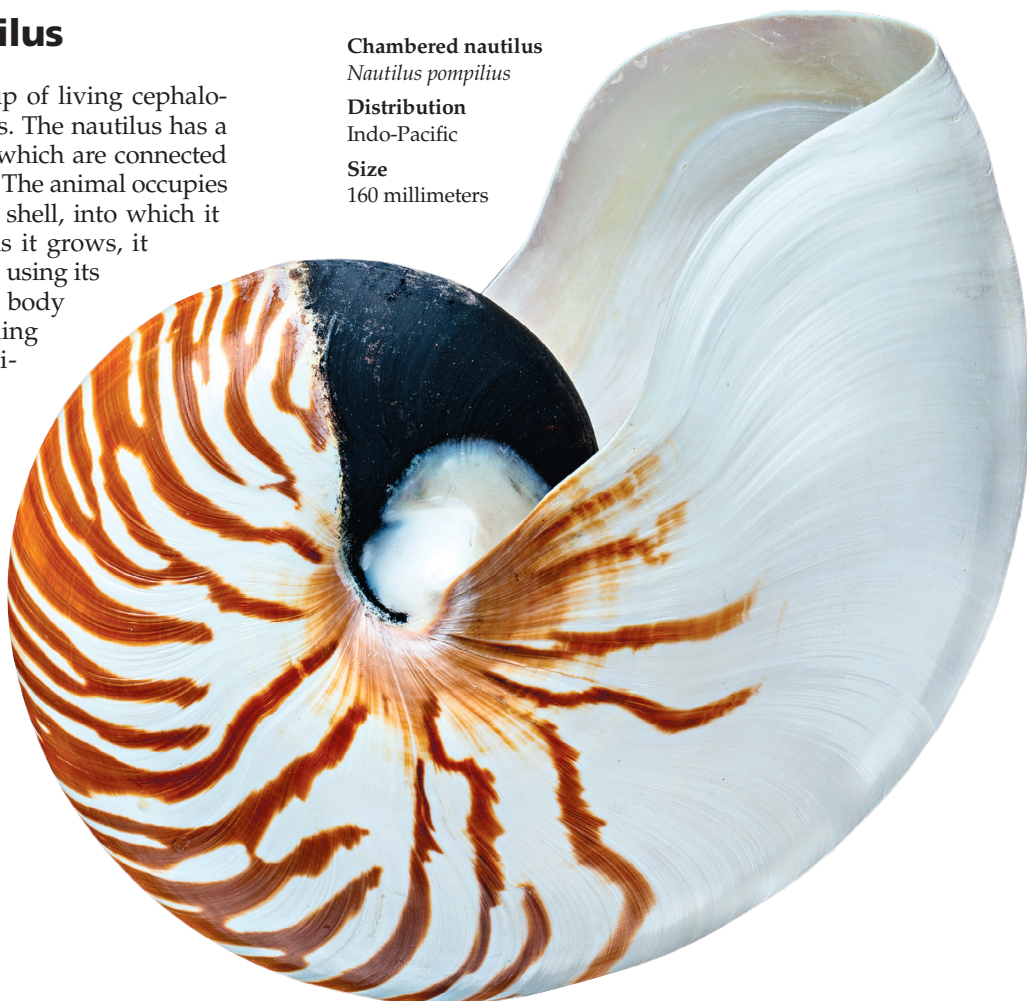 ilus
up of living cephalo-
s. The nautilus has a
which are connected
The animal occupies
shell, into which it
s it grows, it
using its
body
ing
i-
Chambered nautilus
Nautilus pompilius
Distribution
Indo-Pacific
Size
160 millimeters